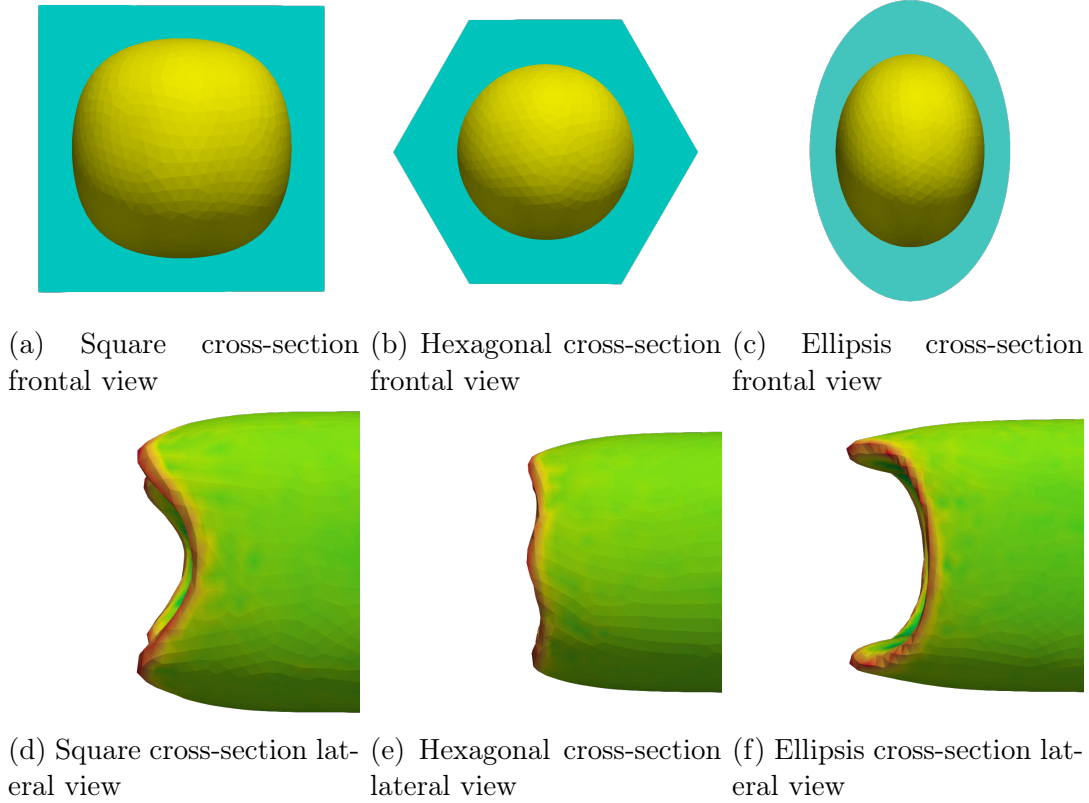 (a) Square cross-section
frontal view
(b) Hexagonal cross-section
frontal view
(c) Ellipsis cross-section
frontal view
(d) Square cross-section lat-
eral view
(e) Hexagonal cross-section
lateral view
(f) Ellipsis cross-section lat-
eral view